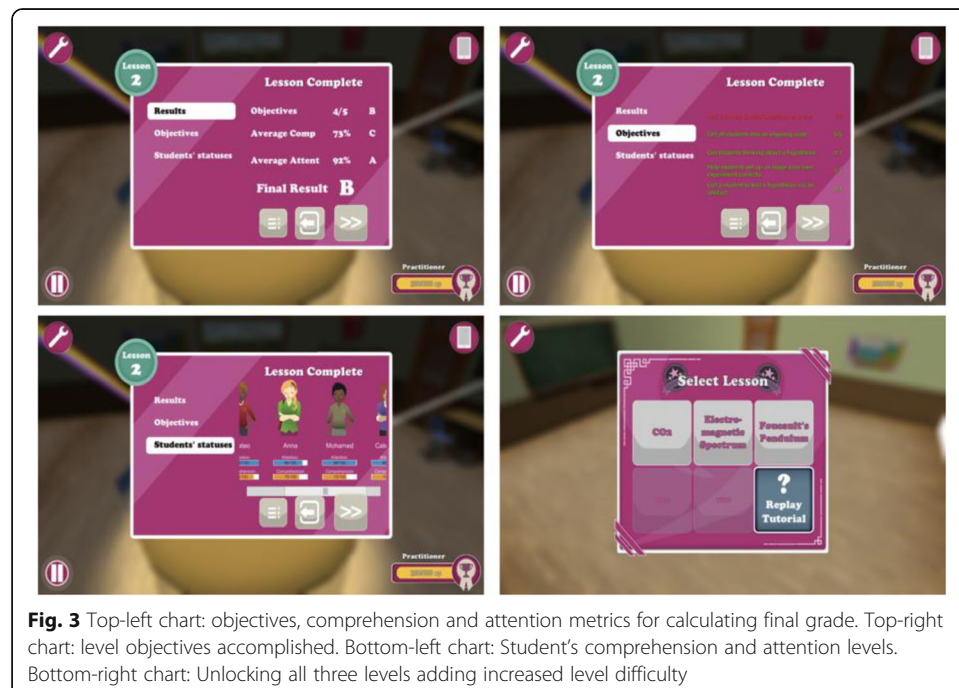 Lesson
2
Lesson Complete
Results
Objectives 4/5 B
Objectives
Average Comp 73% C
Students' statuses
Average Attent 92% A
Final Result B
>>
Practitioner
Lesson
2
Lesson Complete
Results
Objectives
Students' statuses
>>
Practitioner
Lesson
2
Lesson Complete
Results
Objectives
Students' statuses
Anna Mohamed
Attention Attention
Comprehension Comprehension
>>
Practitioner
Select Lesson
CO2
Electro-
magnetic
Spectrum
Foucault's
Pendulum
?
Replay
Tutorial
Fig. 3 Top-left chart: objectives, comprehension and attention metrics for calculating final grade. Top-right
chart: level objectives accomplished. Bottom-left chart: Student's comprehension and attention levels.
Bottom-right chart: Unlocking all three levels adding increased level difficulty